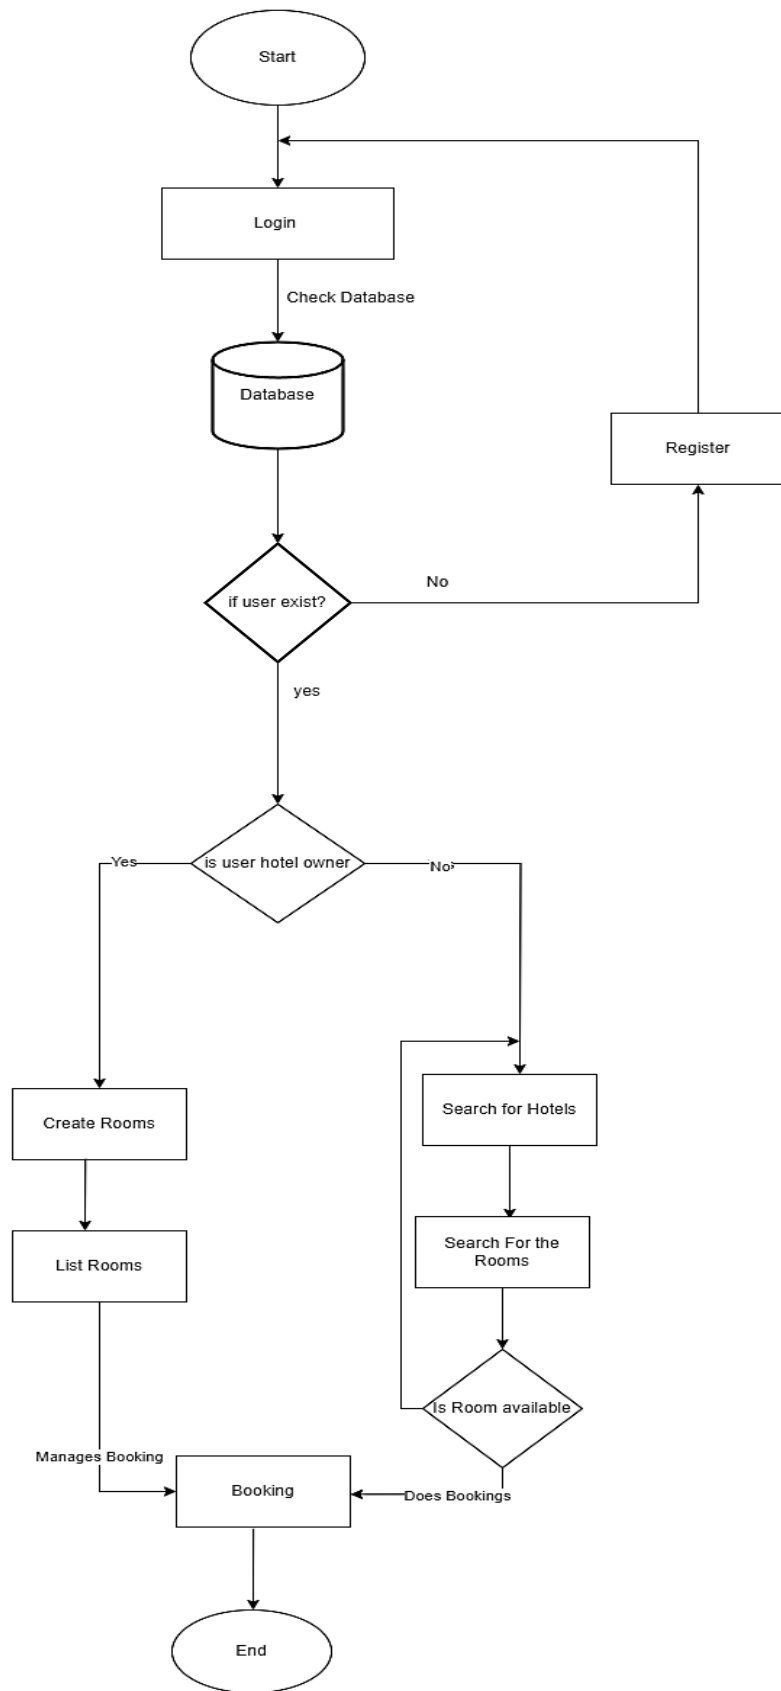 Start
Login
Check Database
Database
Register
if user exist?
No
yes
is user hotel owner
Yes
No
Create Rooms
Search for Hotels
List Rooms
Search For the
Rooms
Is Room available
Manages Booking
Booking
Does Bookings
End